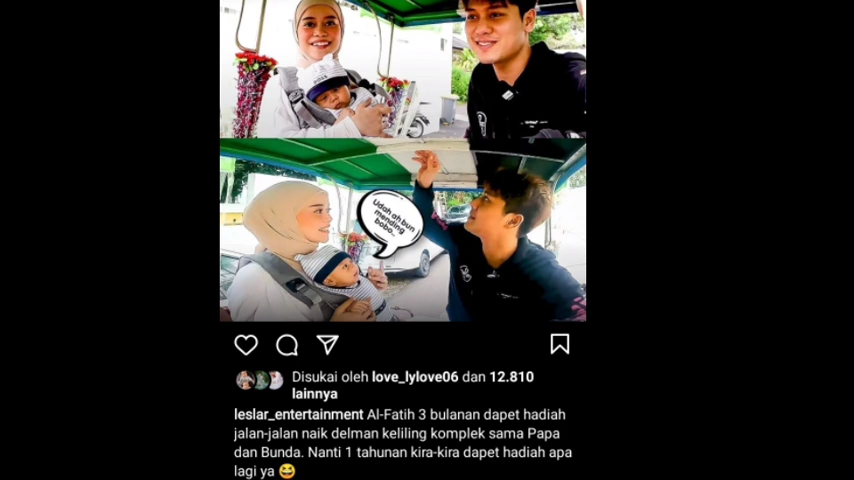 Udah ah bun
mending
bobo...
Disukai oleh love_lylove06 dan 12.810
lainnya
leslar_entertainment Al-Fatih 3 bulanan dapet hadiah
jalan-jalan naik delman keliling komplek sama Papa
dan Bunda. Nanti 1 tahunan kira-kira dapet hadiah apa
lagi ya 😆